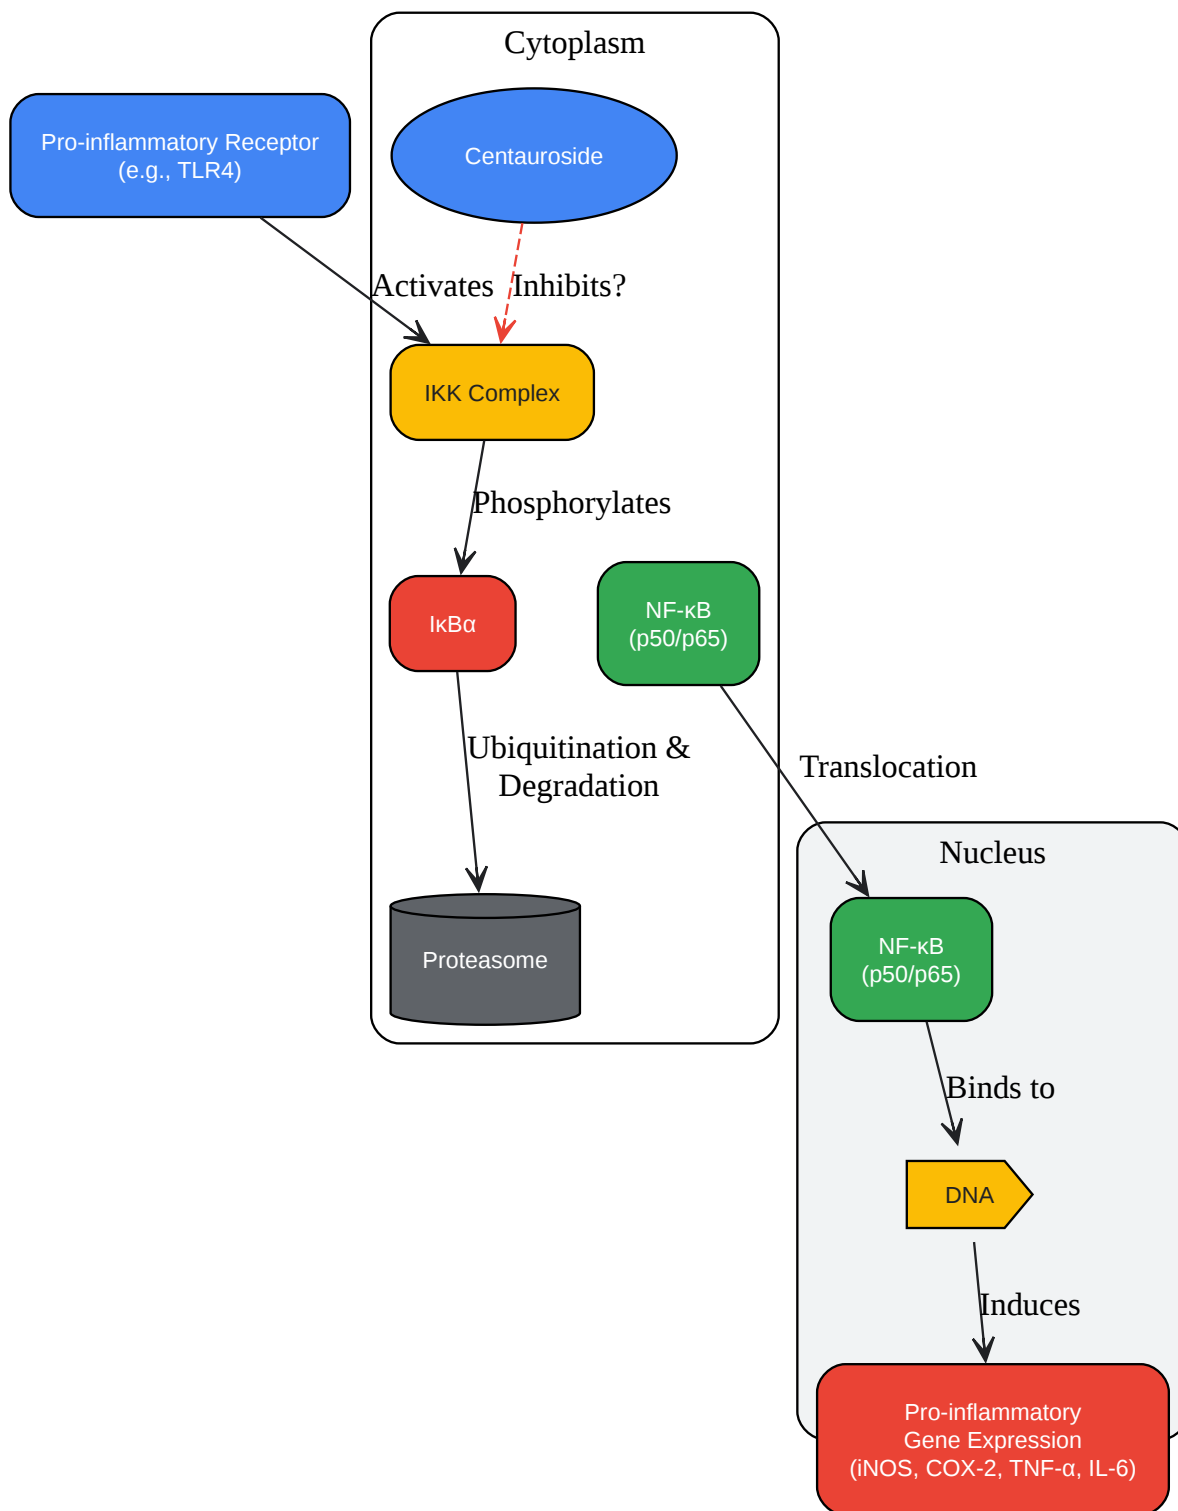 Cytoplasm
Pro-inflammatory Receptor
(e.g., TLR4)
Centauroside
Activates
Inhibits?
IKK Complex
Phosphorylates
IκBα
NF-κB
(p50/p65)
Ubiquitination &
Degradation
Translocation
Nucleus
NF-κB
(p50/p65)
Proteasome
Binds to
DNA
Induces
Pro-inflammatory
Gene Expression
(iNOS, COX-2, TNF-α, IL-6)